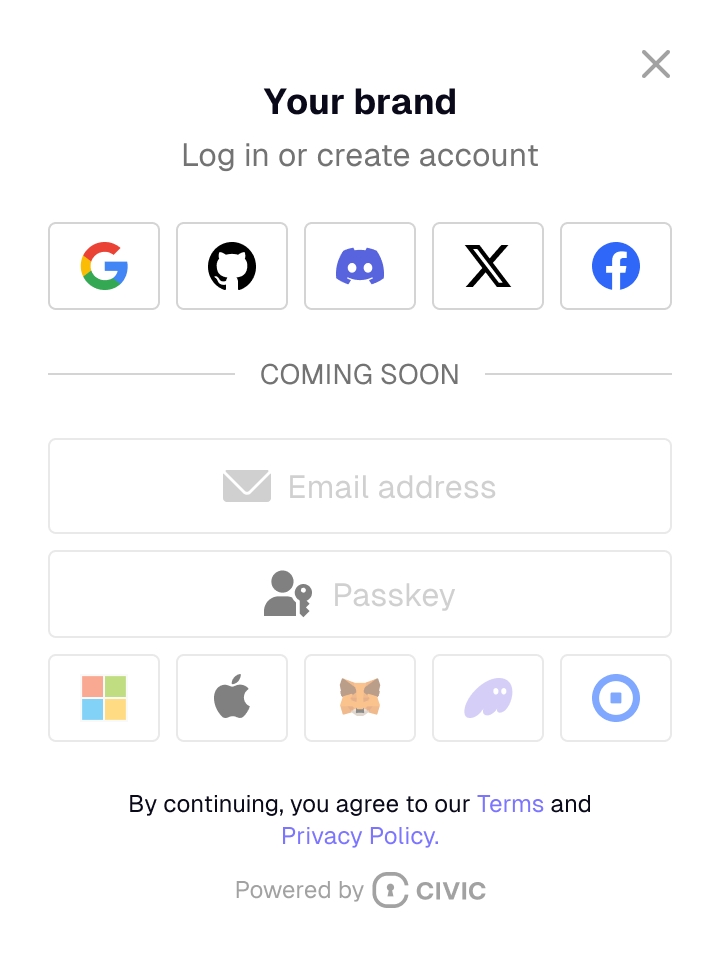 Your brand
Log in or create account
COMING SOON
Email address
Passkey
By continuing, you agree to our Terms and
Privacy Policy.
Powered by CIVIC